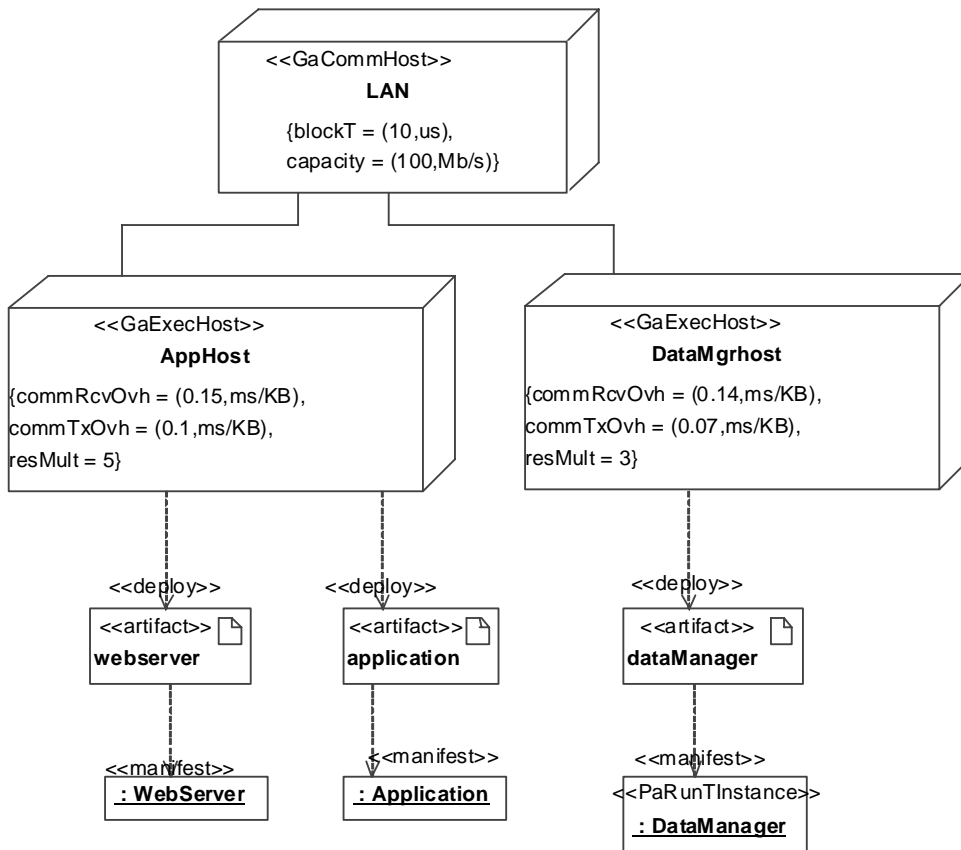 <<GaCommHost>>
LAN
{blockT = (10,us),
capacity = (100,Mb/s)}
<<GaExecHost>>
AppHost
{commRcvOvh = (0.15,ms/KB),
commTxOvh = (0.1,ms/KB),
resMult = 5}
<<GaExecHost>>
DataMgrhost
{commRcvOvh = (0.14,ms/KB),
commTxOvh = (0.07,ms/KB),
resMult = 3}
<<deploy>>
<<deploy>>
<<deploy>>
<<artifact>>
webserver
<<artifact>>
application
<<artifact>>
dataManager
<<manifest>>
<<manifest>>
<<manifest>>
: WebServer
: Application
<<PaRunTInstance>>
: DataManager